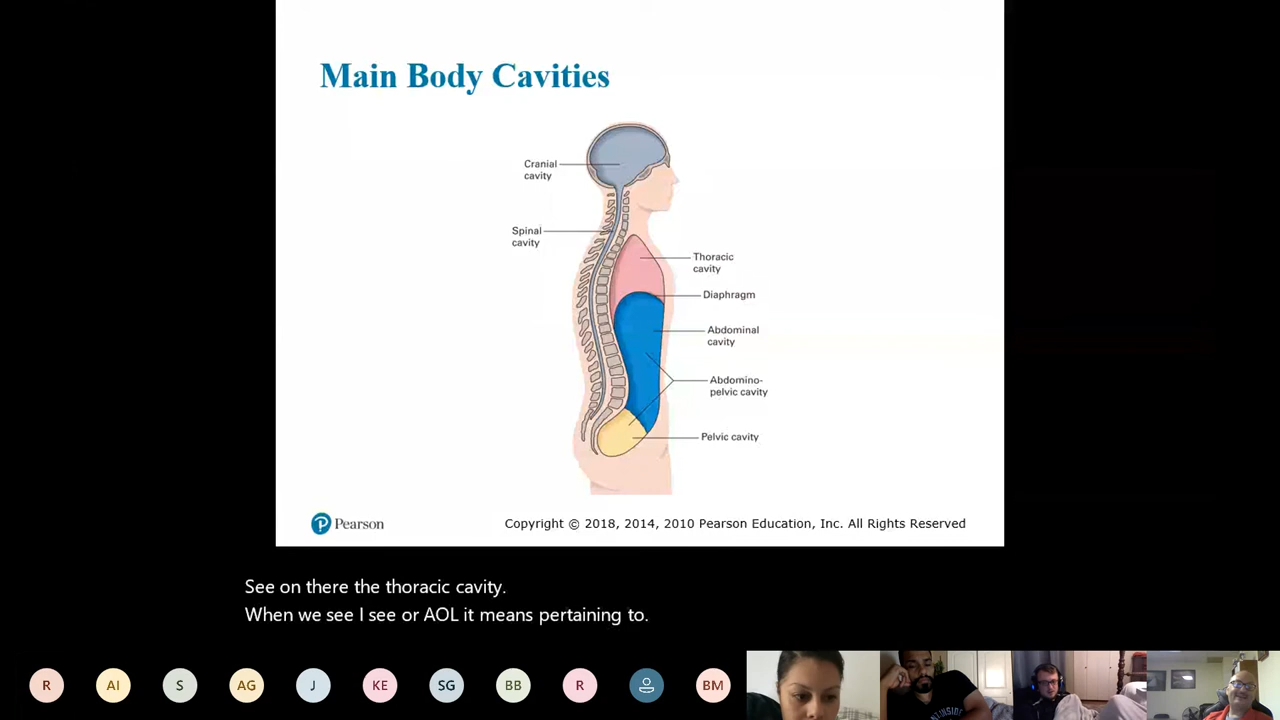 Main Body Cavities
Cranial
cavity
Spinal
cavity
Thoracic
cavity
Diaphragm
Abdominal
cavity
Abdomino-
pelvic cavity
Pelvic cavity
P Pearson
Copyright © 2018, 2014, 2010 Pearson Education, Inc. All Rights Reserved
See on there the thoracic cavity.
When we see I see or AOL it means pertaining to.
R AI S AG J KE SG BB R BM